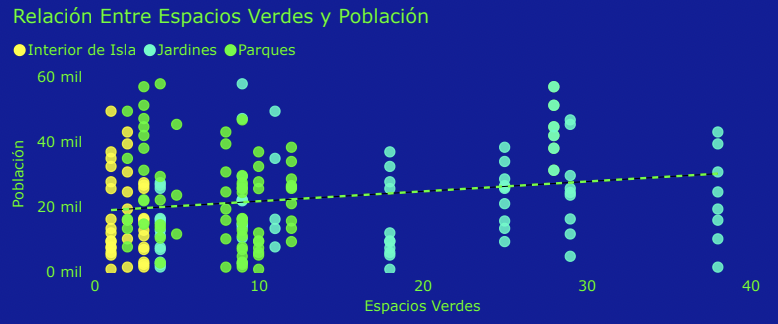 Relación Entre Espacios Verdes y Población
Interior de Isla Jardines Parques
60 mil
40 mil
20 mil
0 mil
Población
0 10 20 30 40
Espacios Verdes